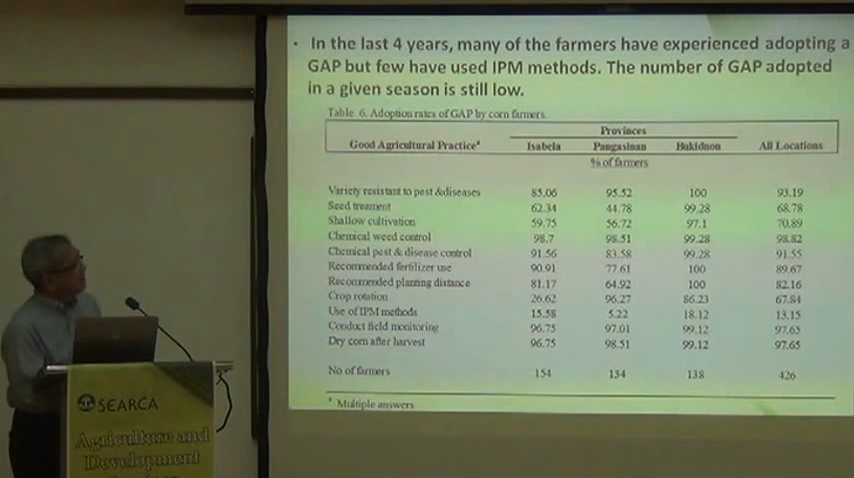 • In the last 4 years, many of the farmers have experienced adopting a
GAP but few have used IPM methods. The number of GAP adopted
in a given season is still low.
Table 6. Adoption rates of GAP by corn farmers.
Provinces
Good Agricultural Practiceª Isabela Pangasinan Bukidnon All Locations
% of farmers
Variety resistant to pest &diseases 85.06 95.52 100 93.19
Seed treament 62.34 44.78 99.28 68.78
Shallow cultivation 59.75 56.72 97.1 70.89
Chemical weed control 98.7 98.51 99.28 98.82
Chemical pest & disease control 91.56 83.58 99.28 91.55
Recommended fertilizer use 90.91 77.61 100 89.67
Recommended planting distance 81.17 64.92 100 82.16
Crop rotation 26.62 96.27 86.23 67.84
Use of IPM methods 15.58 5.22 18.12 13.15
Conduct field monitoring 96.75 97.01 99.12 97.65
Dry corn after harvest 96.75 98.51 99.12 97.65
No of farmers 154 134 138 426
ª Multiple answers
SEARCA
Agriculture and
Development